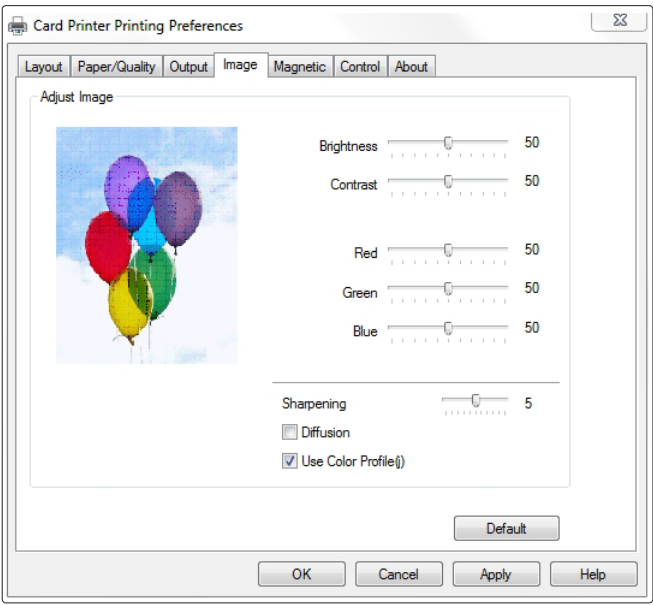 Card Printer Printing Preferences
Layout Paper/Quality Output Image Magnetic Control About
Adjust Image
Brightness 50
Contrast 50
Red 50
Green 50
Blue 50
Sharpening 5
Diffusion
Use Color Profile(j)
Default
OK Cancel Apply Help